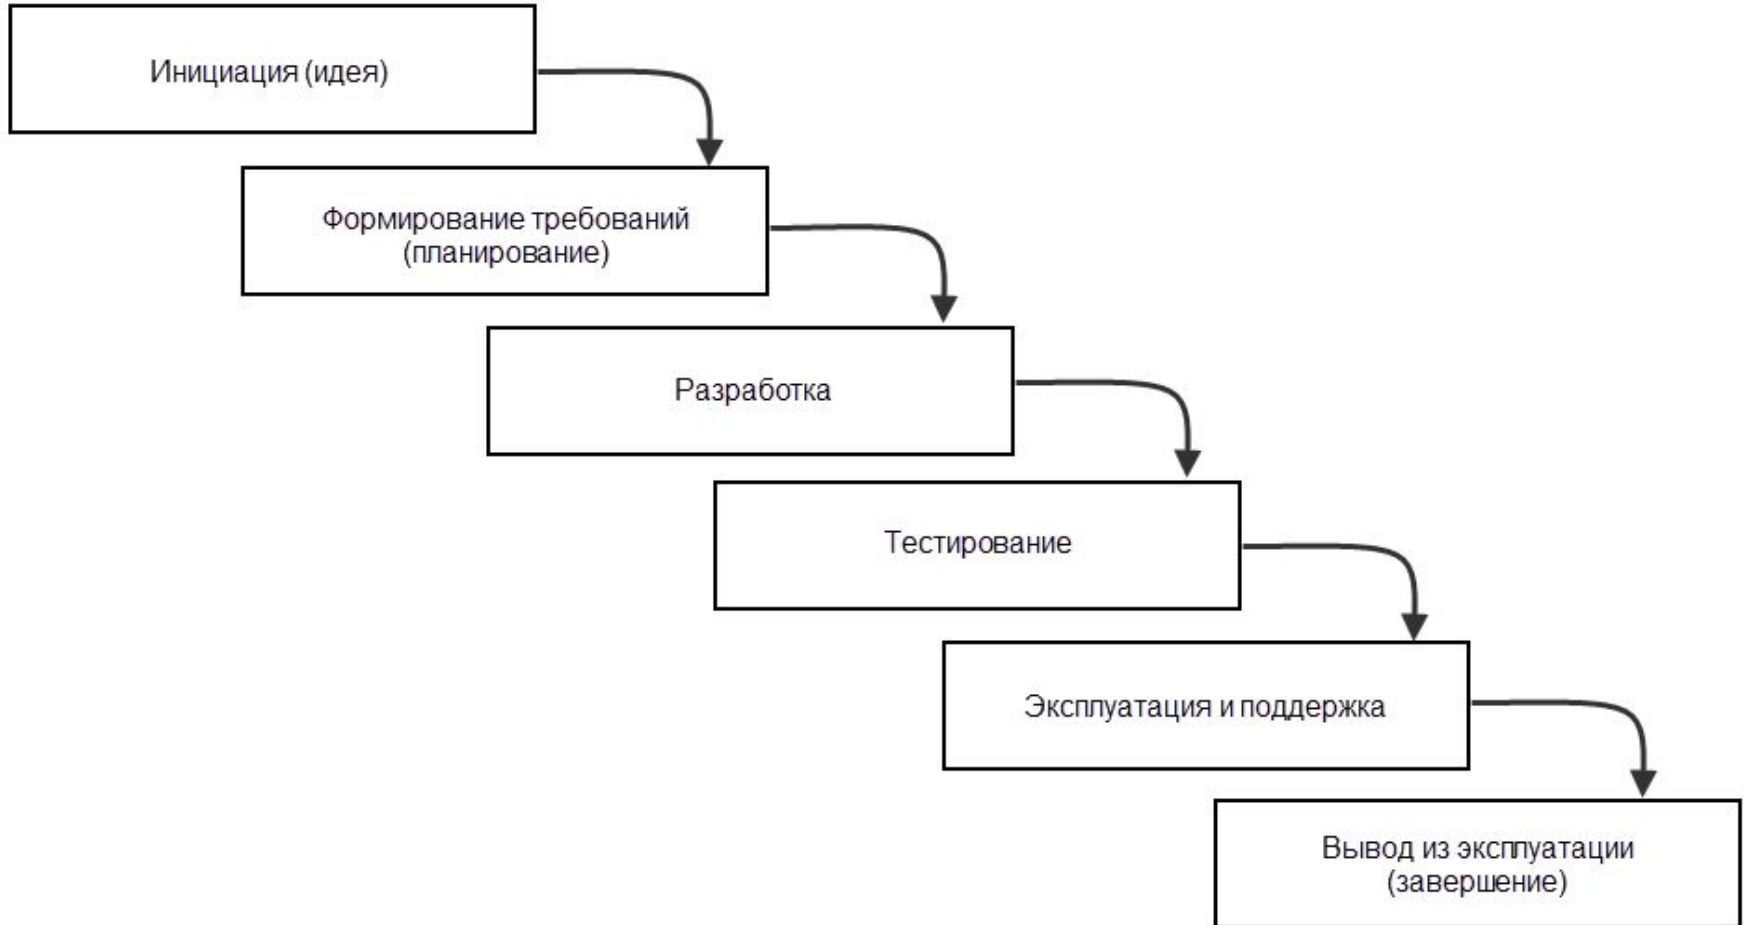 Инициация (идея)
Формирование требований
(планирование)
Разработка
Тестирование
Эксплуатация и поддержка
Вывод из эксплуатации
(завершение)